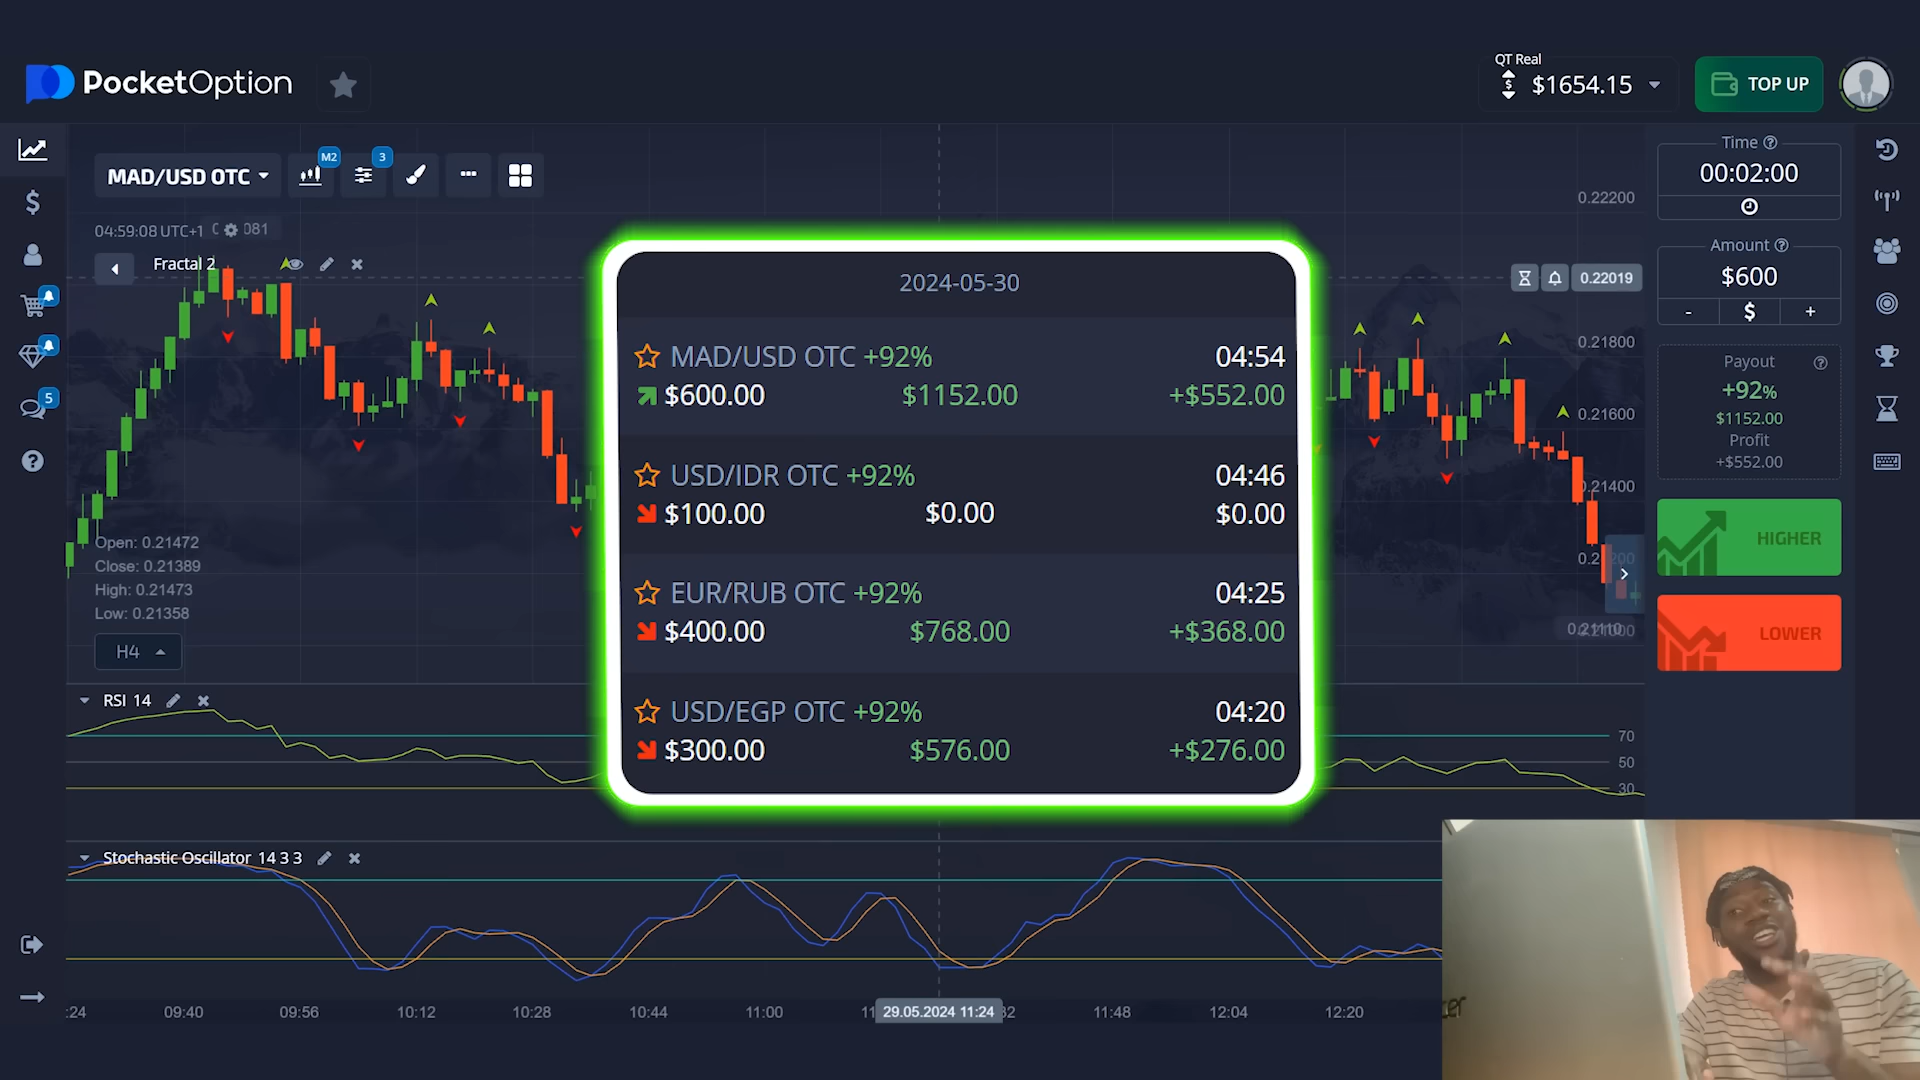 PocketOption
QT Real
$1654.15
TOP UP
MAD/USD OTC
M2
3
04:59:08 UTC+1
081
Fractal 2
Open: 0.21472
Close: 0.21389
High: 0.21473
Low: 0.21358
H4
5
2024-05-30
MAD/USD OTC +92%
04:54
$600.00
$1152.00
+$552.00
USD/IDR OTC +92%
04:46
$100.00
$0.00
$0.00
EUR/RUB OTC +92%
04:25
$400.00
$768.00
+$368.00
USD/EGP OTC +92%
04:20
$300.00
$576.00
+$276.00
0.22200
0.22019
0.21800
0.21600
0.21400
Time
00:02:00
Amount
$600
- $ +
Payout
+92%
$1152.00
Profit
+$552.00
HIGHER
LOWER
RSI 14
70
50
30
Stochastic Oscillator 14 3 3
:24
09:40
09:56
10:12
10:28
10:44
11:00
29.05.2024 11:24
32
11:48
12:04
12:20